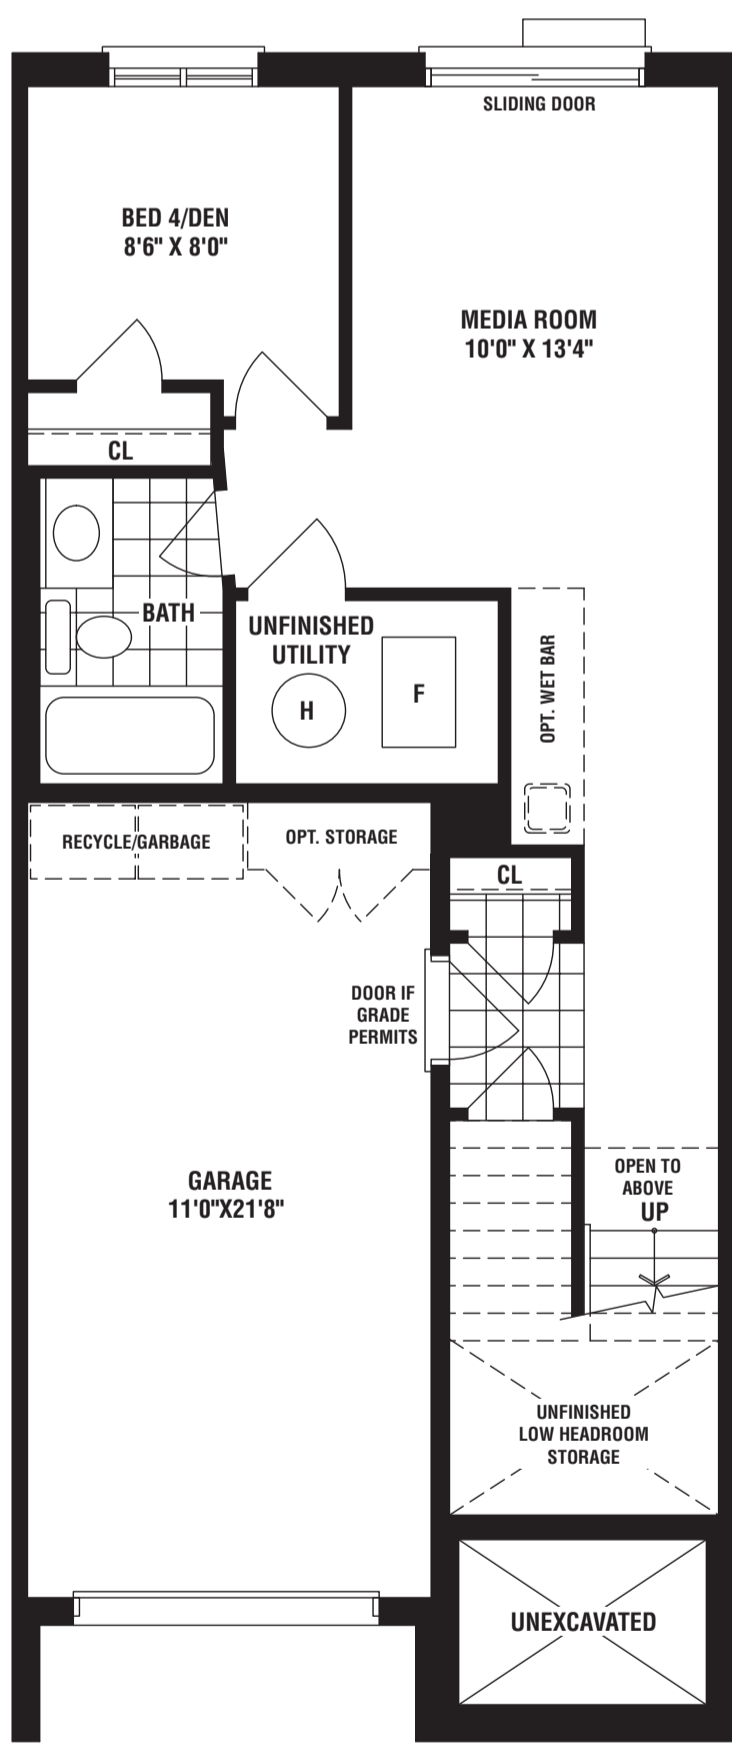 SLIDING DOOR
BED 4/DEN
8'6" X 8'0"
MEDIA ROOM
10'0" X 13'4"
CL
BATH
UNFINISHED
UTILITY
H
F
OPT. WET BAR
RECYCLE/GARBAGE
OPT. STORAGE
CL
DOOR IF
GRADE
PERMITS
GARAGE
11'0"X21'8"
OPEN TO
ABOVE
UP
UNFINISHED
LOW HEADROOM
STORAGE
UNEXCAVATED